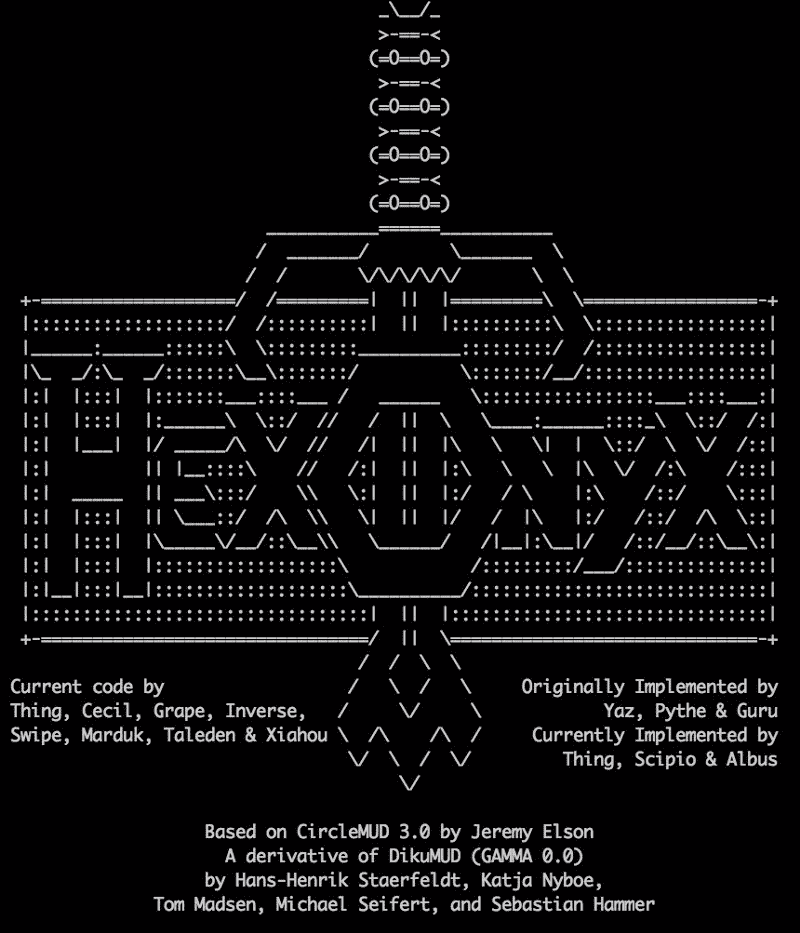 HexOnyx
Current code by
Thing, Cecil, Grape, Inverse,
Swipe, Marduk, Taleden & Xiahou
Originally Implemented by
Yaz, Pythe & Guru
Currently Implemented by
Thing, Scipio & Albus
Based on CircleMUD 3.0 by Jeremy Elson
A derivative of DikuMUD (GAMMA 0.0)
by Hans-Henrik Staerfeldt, Katja Nyboe,
Tom Madsen, Michael Seifert, and Sebastian Hammer